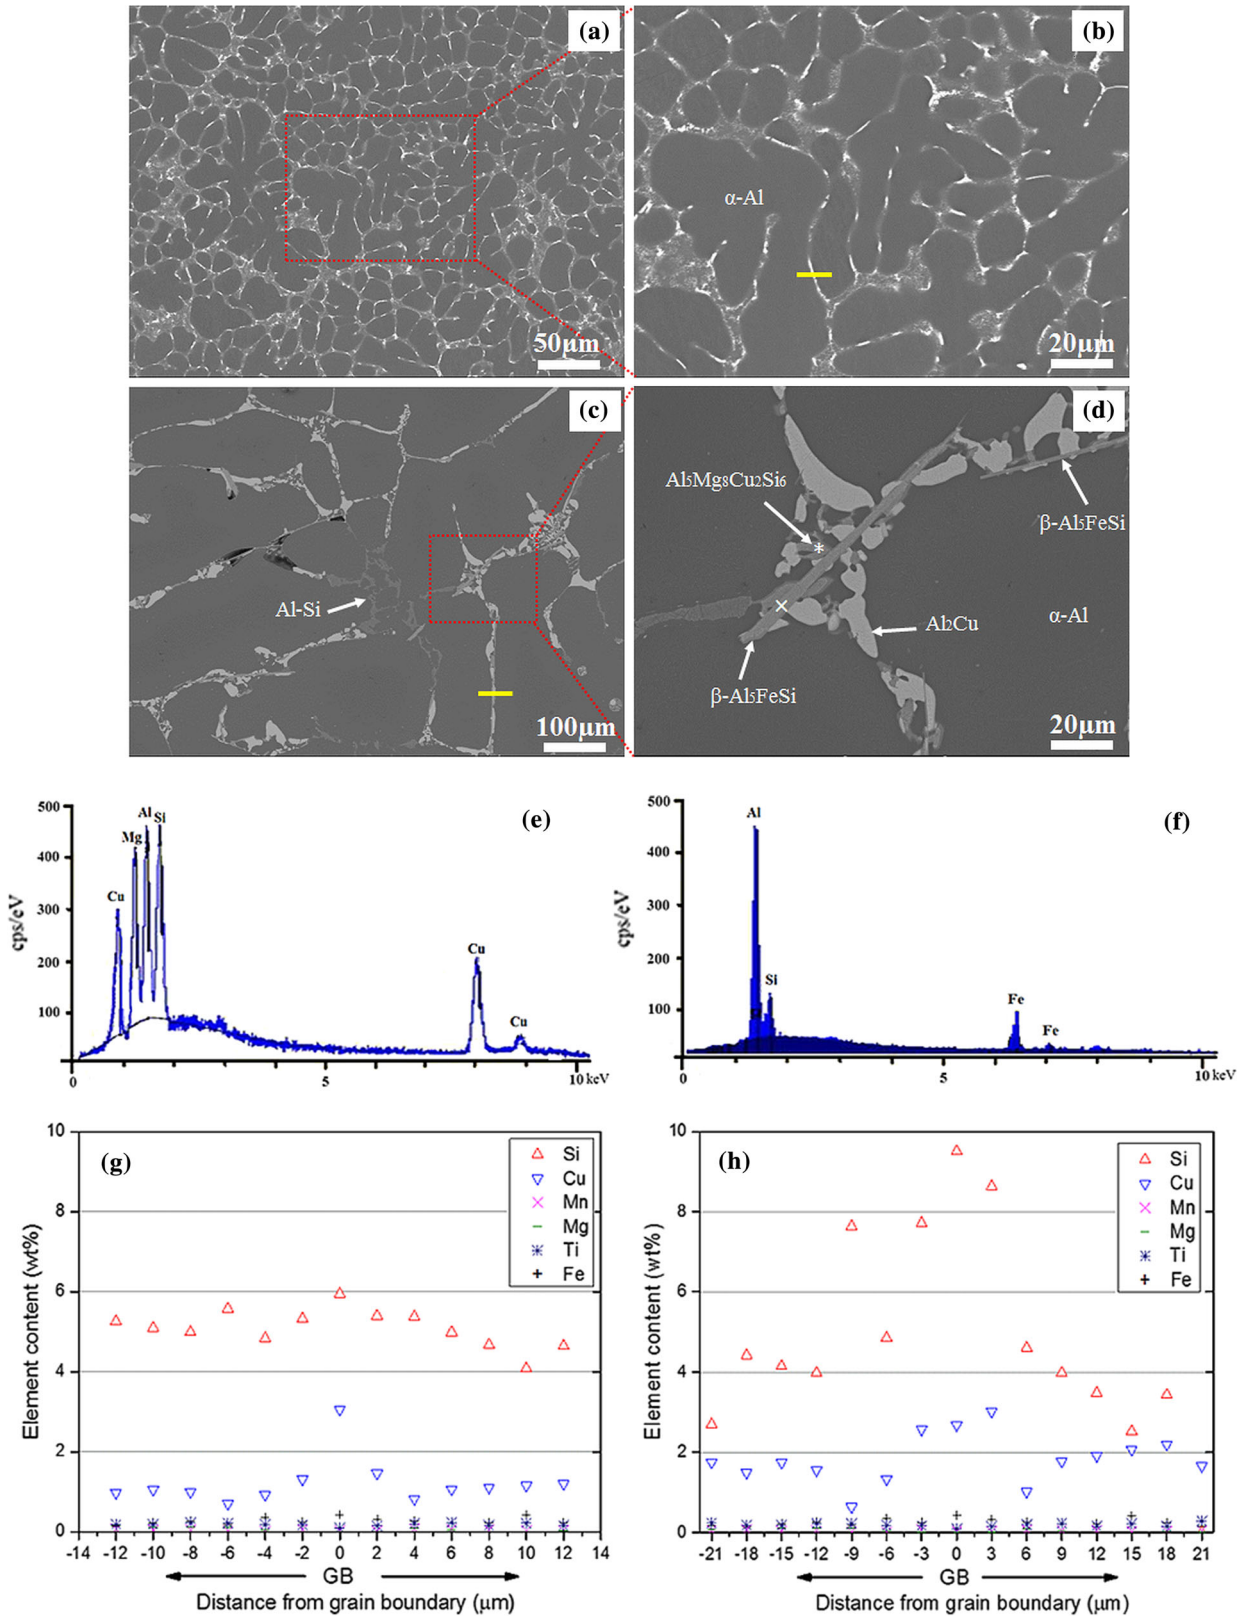 (a)
(b)
50µm
α-Al
20µm
(c)
(d)
Al-Si
100µm
Al5Mg8Cu2Si6
β-Al5FeSi
Al2Cu
α-Al
β-Al5FeSi
20µm
(e)
500
400
300
200
100
cps/eV
Cu
Mg
Al
Si
Cu
Cu
0
5
10 keV
(f)
500
400
300
200
100
cps/eV
Al
Si
Fe
Fe
0
5
10 keV
(g)
Si
Cu
Mn
Mg
Ti
Fe
10
8
6
4
2
0
Element content (wt%)
-14 -12 -10 -8 -6 -4 -2 0 2 4 6 8 10 12 14
GB
Distance from grain boundary (µm)
(h)
Si
Cu
Mn
Mg
Ti
Fe
10
8
6
4
2
0
Element content (wt%)
-21 -18 -15 -12 -9 -6 -3 0 3 6 9 12 15 18 21
GB
Distance from grain boundary (µm)